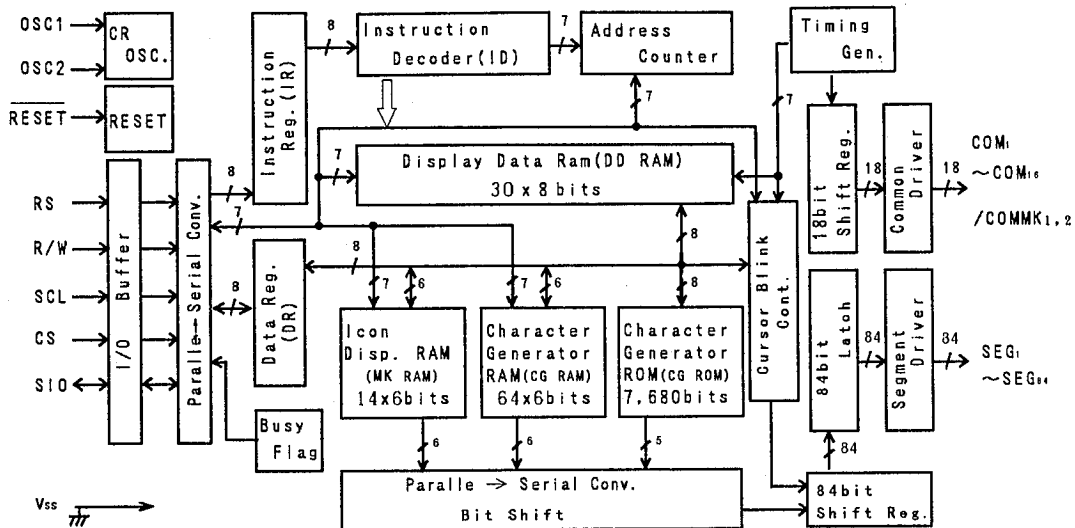 OSC1
OSC2
RESET
CR
OSC.
RESET
8
Instruction
Reg.(IR)
Instruction
Decoder(ID)
7
Address
Counter
7
Timing
Gen.
7
18bit
Shift Reg.
18
Common
Driver
18
COM1
~COM16
/COMMK1,2
7
Display Data Ram(DD RAM)
30x8bits
RS
R/W
SCL
CS
SIO
I/O Buffer
Paralle↔Serial Conv.
8
7
8
Data Reg.
(DR)
8
8
7
6
7
6
8
Icon
Disp. RAM
(MK RAM)
14x6bits
Character
Generator
RAM(CG RAM)
64x6bits
Character
Generator
ROM(CG ROM)
7,680bits
Cursor Blink
Cont.
84bit
Latoh
84
Segment
Driver
84
SEG1
~SEG84
Busy
Flag
6
6
5
84
Paralle → Serial Conv.
Bit Shift
84bit
Shift Reg.
Vss